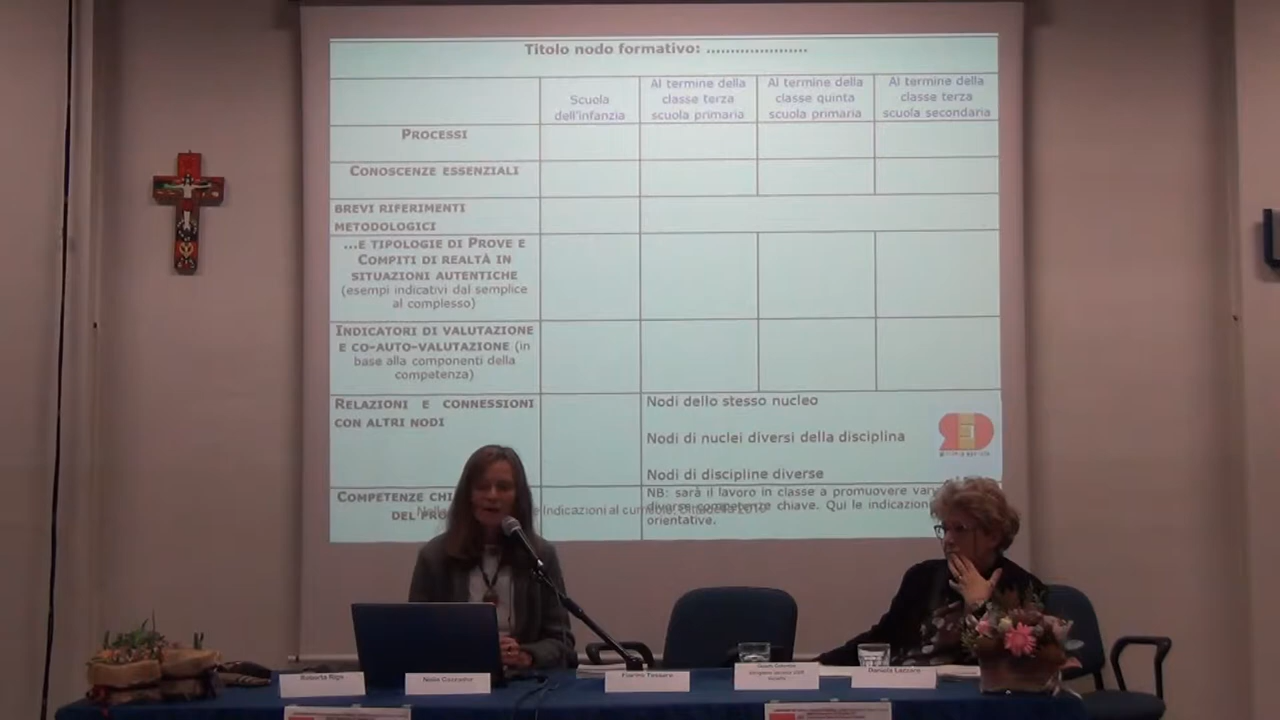 Titolo nodo formativo: .....................
Scuola
dell'infanzia
Al termine della
classe terza
scuola primaria
Al termine della
classe quinta
scuola primaria
Al termine della
classe terza
scuola secondaria
PROCESSI
CONOSCENZE ESSENZIALI
BREVI RIFERIMENTI
METODOLOGICI
...E TIPOLOGIE DI PROVE E
COMPITI DI REALTÀ IN
SITUAZIONI AUTENTICHE
(esempi indicativi dal semplice
al complesso)
INDICATORI DI VALUTAZIONE
E CO-AUTO-VALUTAZIONE (in
base alla componenti della
competenza)
RELAZIONI E CONNESSIONI
CON ALTRI NODI
Nodi dello stesso nucleo
Nodi di nuclei diversi della disciplina
Nodi di discipline diverse
COMPETENZE
DEL
NB: sarà il lavoro in classe a promuovere
diverse competenze chiave. Qui le indicazioni
orientative.
Indicazioni al curricolo,
Roberta Rigo
Daniela Lazzaro